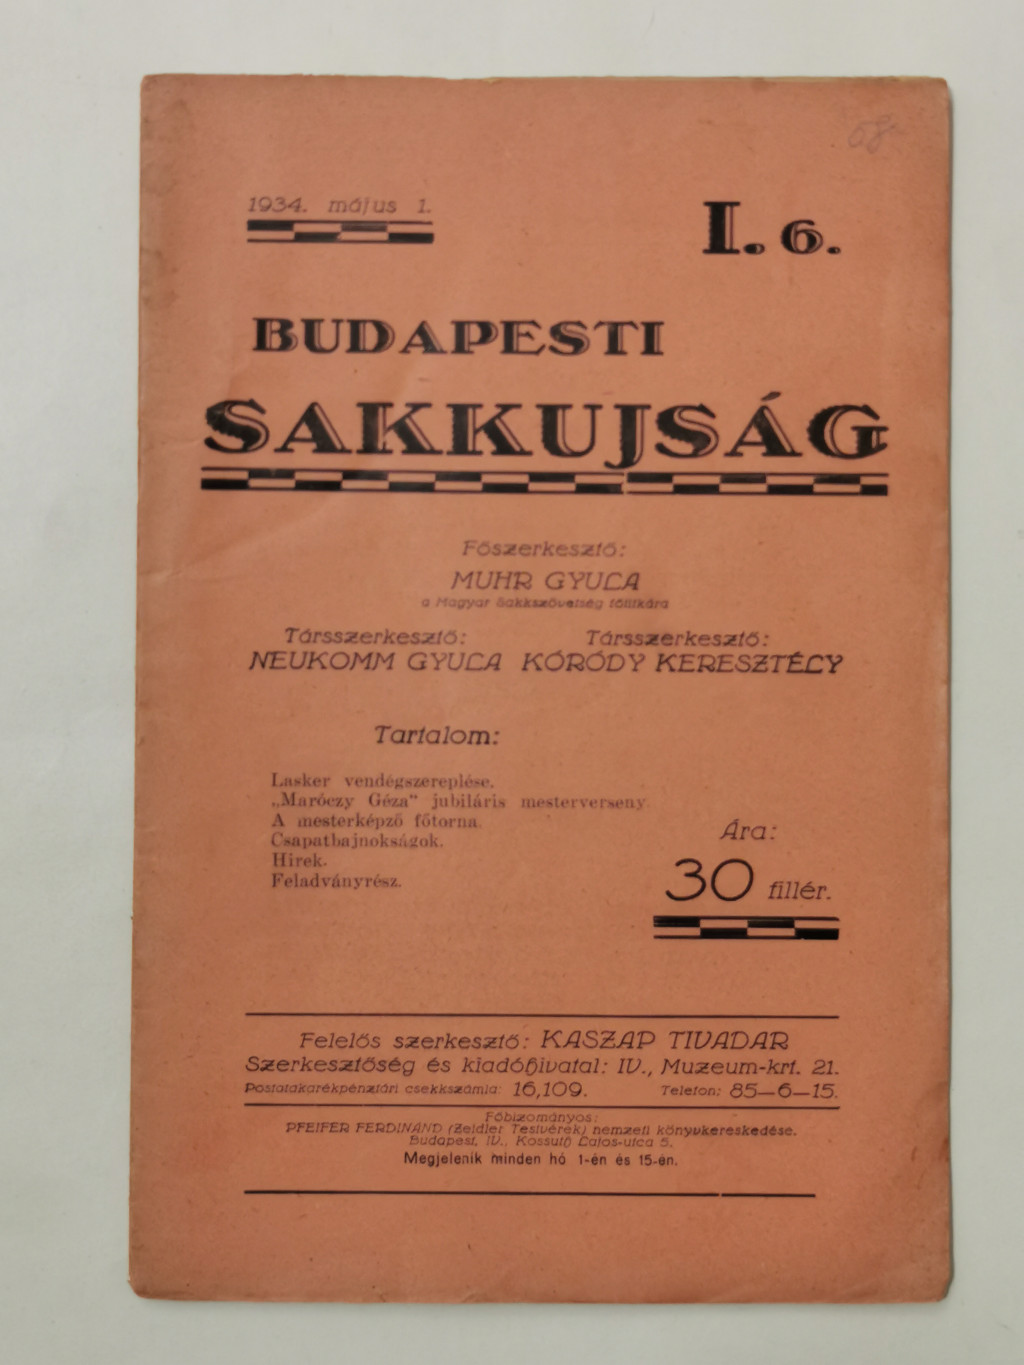 68
1934. május 1.
I. 6.
BUDAPESTI
SAKKUJSÁG
Főszerkesztő:
MUHR GYULA
a Magyar Sakkszövetség főtitkára
Társszerkesztő: Társszerkesztő:
NEUKOMM GYULA KÓRÓDY KERESZTÉLY
Tartalom:
Lasker vendégszereplése.
„Maróczy Géza" jubiláris mesterverseny.
A mesterképző főtorna.
Csapatbajnokságok.
Hirek.
Feladványrész.
Ára:
30 fillér.
Felelős szerkesztő: KASZAP TIVADAR
Szerkesztőség és kiadóhivatal: IV., Muzeum-krt. 21.
Postatakarékpénztári csekkszámla: 16,109. Telefon: 85—6—15.
Főbizományos:
PFEIFER FERDINÁND (Zeidler Testvérek) nemzeti könyvkereskedése.
Budapest, IV., Kossuth Lajos-utca 5.
Megjelenik minden hó 1-én és 15-én.